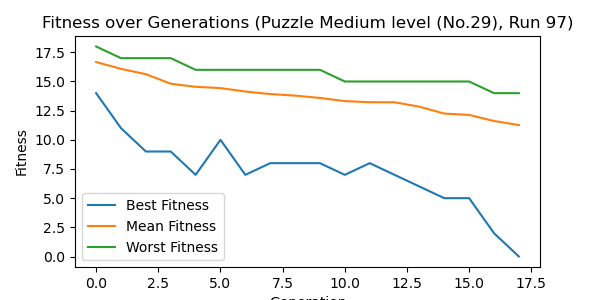 Fitness over Generations (Puzzle Medium level (No.29), Run 97)
17.5
15.0
12.5
10.0
7.5
5.0
2.5
0.0
Fitness
Best Fitness
Mean Fitness
Worst Fitness
0.0 2.5 5.0 7.5 10.0 12.5 15.0 17.5
Generation